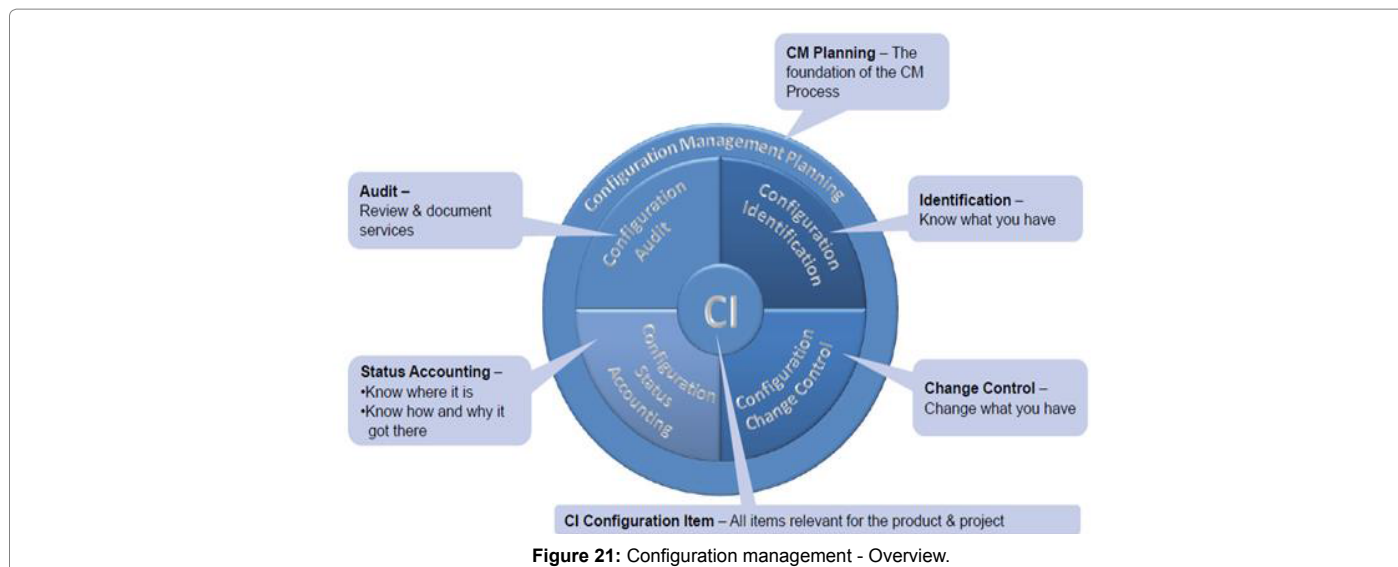 CM Planning – The
foundation of the CM
Process
Configuration Management Planning
Audit –
Review & document
services
Configuration
Audit
Configuration
Identification
Identification –
Know what you have
CI
Status Accounting –
•Know where it is
•Know how and why it
got there
Configuration
Status
Accounting
Configuration
Change Control
Change Control –
Change what you have
CI Configuration Item – All items relevant for the product & project
Figure 21: Configuration management - Overview.